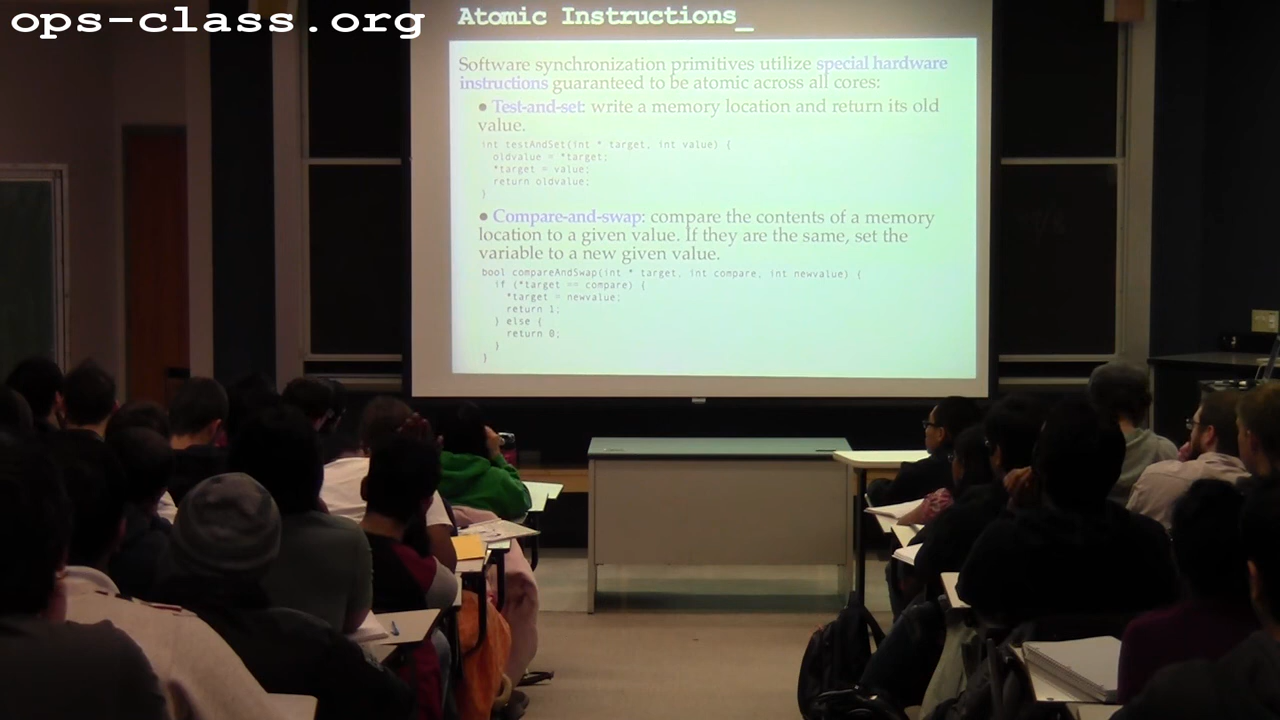 ops-class.org
Atomic Instructions_
Software synchronization primitives utilize special hardware
instructions guaranteed to be atomic across all cores:
● Test-and-set: write a memory location and return its old
value.
int testAndSet(int * target, int value) {
oldvalue = *target;
*target = value;
return oldvalue;
}
● Compare-and-swap: compare the contents of a memory
location to a given value. If they are the same, set the
variable to a new given value.
bool compareAndSwap(int * target, int compare, int newvalue) {
if (*target == compare) {
*target = newvalue;
return 1;
} else {
return 0;
}
}